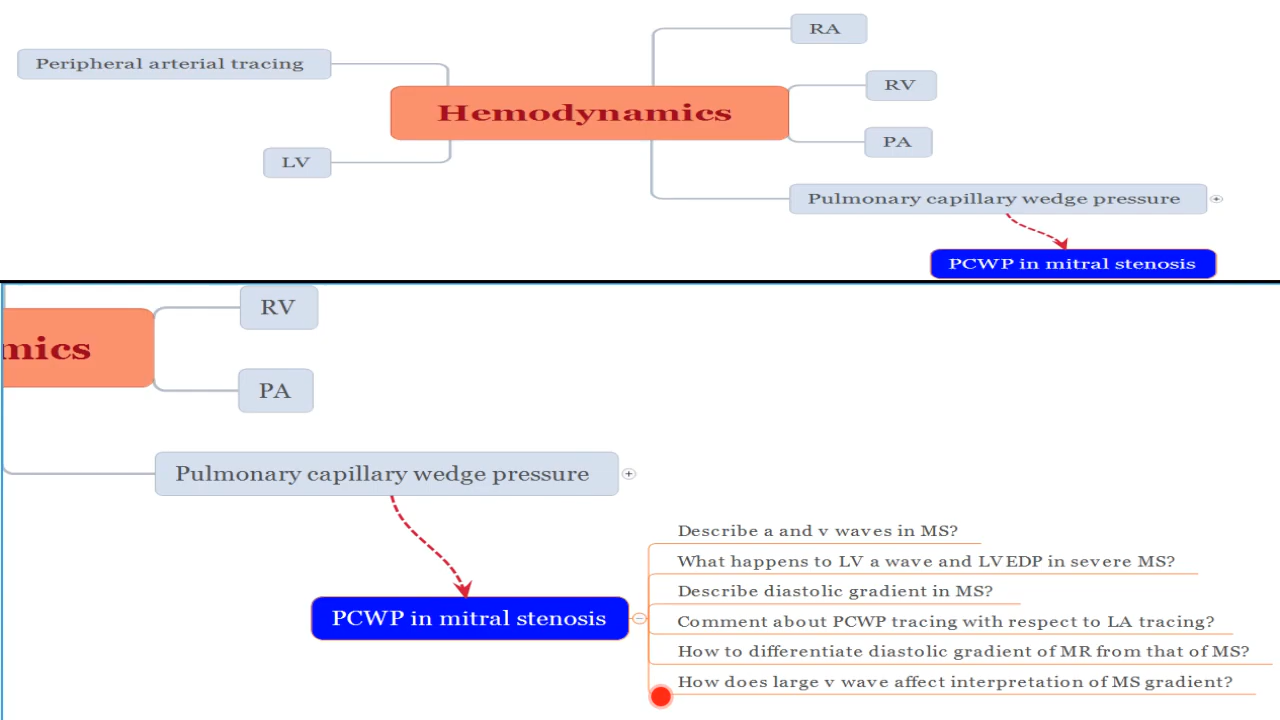 RA
Peripheral arterial tracing
RV
Hemodynamics
PA
LV
Pulmonary capillary wedge pressure
PCWP in mitral stenosis
RV
mics
PA
Pulmonary capillary wedge pressure
Describe a and v waves in MS?
What happens to LV a wave and LVEDP in severe MS?
Describe diastolic gradient in MS?
PCWP in mitral stenosis
Comment about PCWP tracing with respect to LA tracing?
How to differentiate diastolic gradient of MR from that of MS?
How does large v wave affect interpretation of MS gradient?